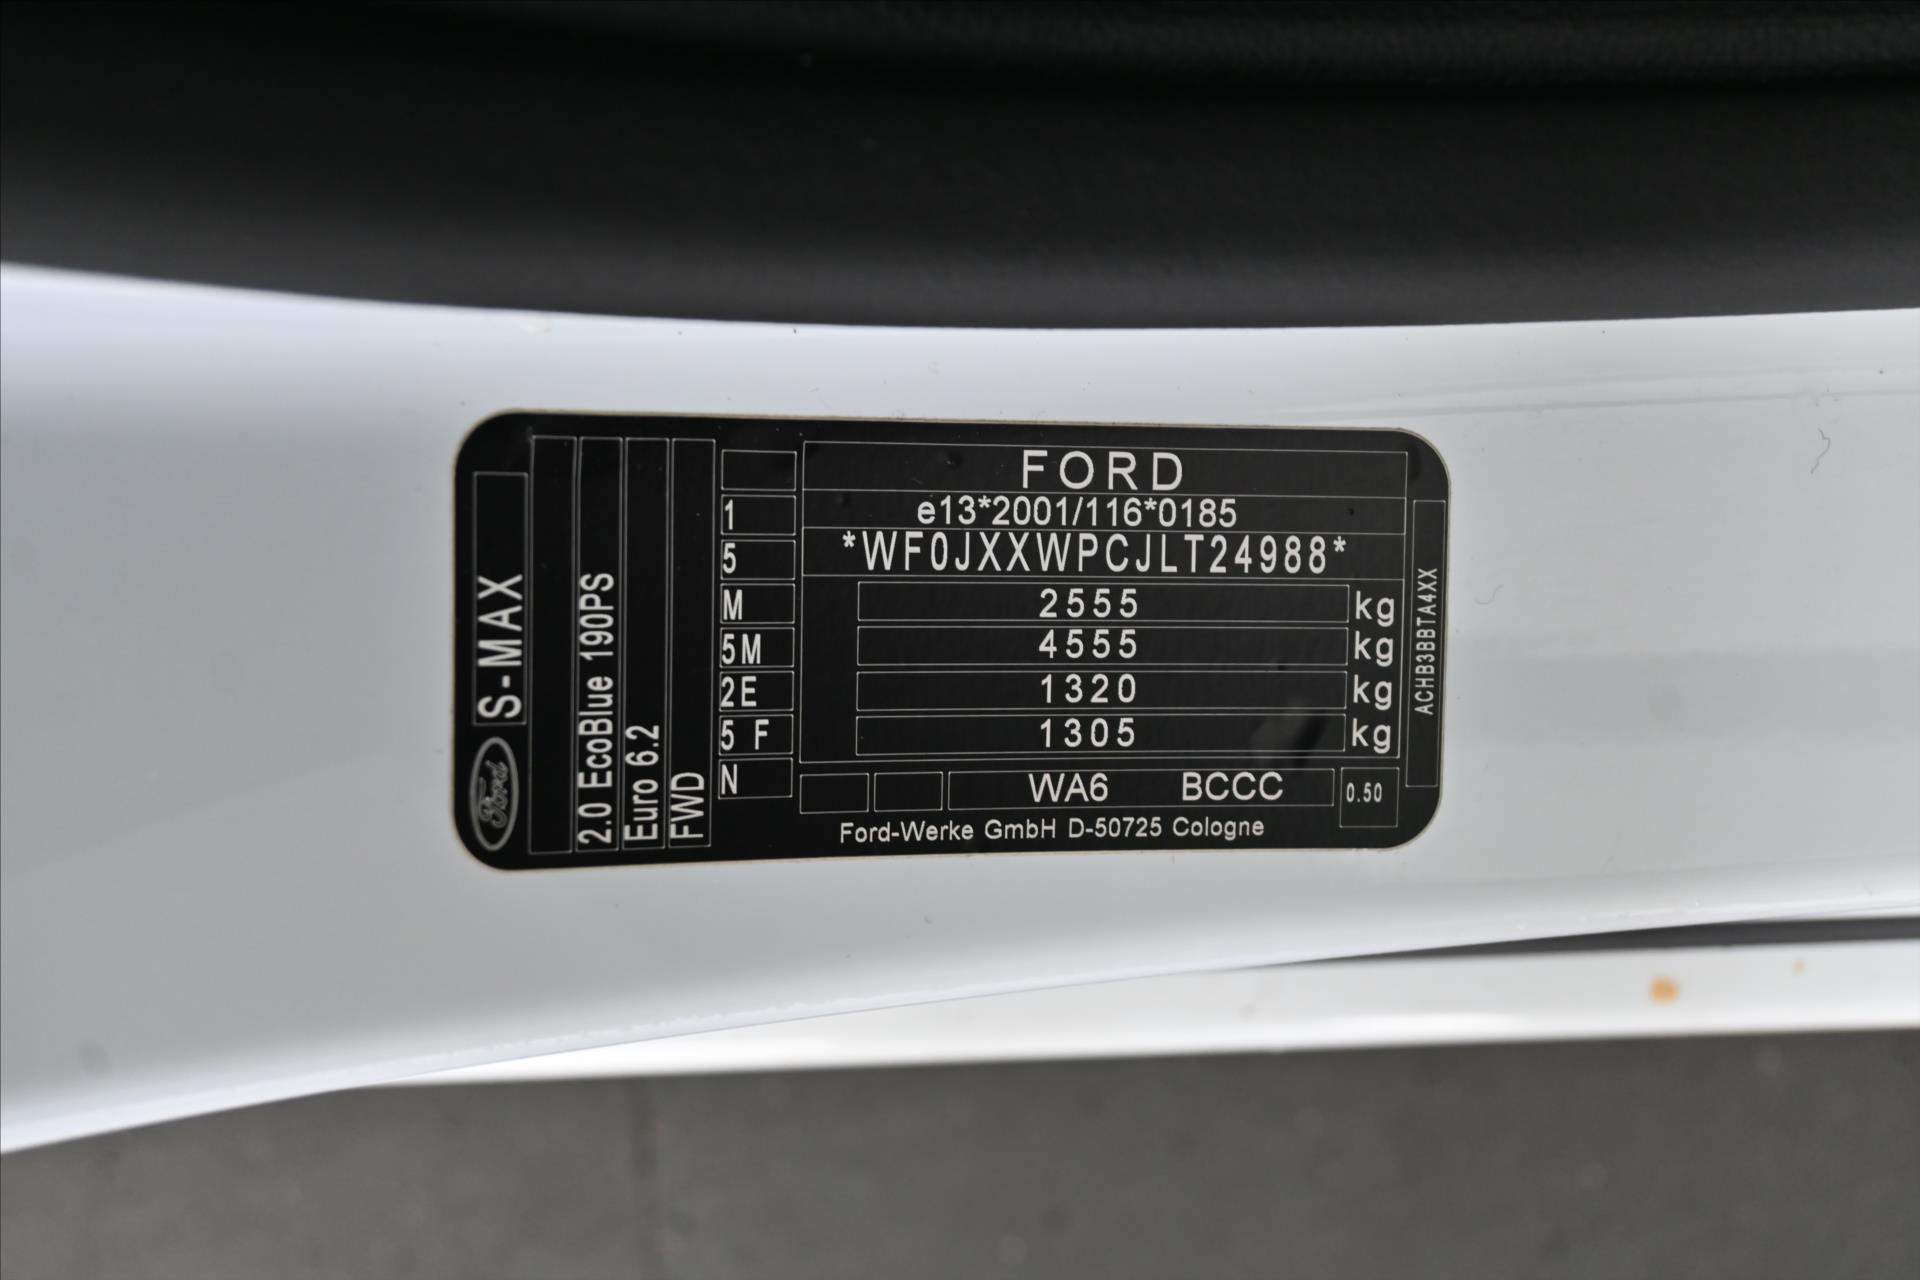 FORD
e13*2001/116*0185
*WF0JXXWPCJLT24988*
2555 kg
4555 kg
1320 kg
1305 kg
WA6 BCCC 0.50
Ford-Werke GmbH D-50725 Cologne
1
5
M
5M
2E
5 F
N
Ford S-MAX
2.0 EcoBlue 190PS
Euro 6.2
FWD
ACHB3BBTA4XX